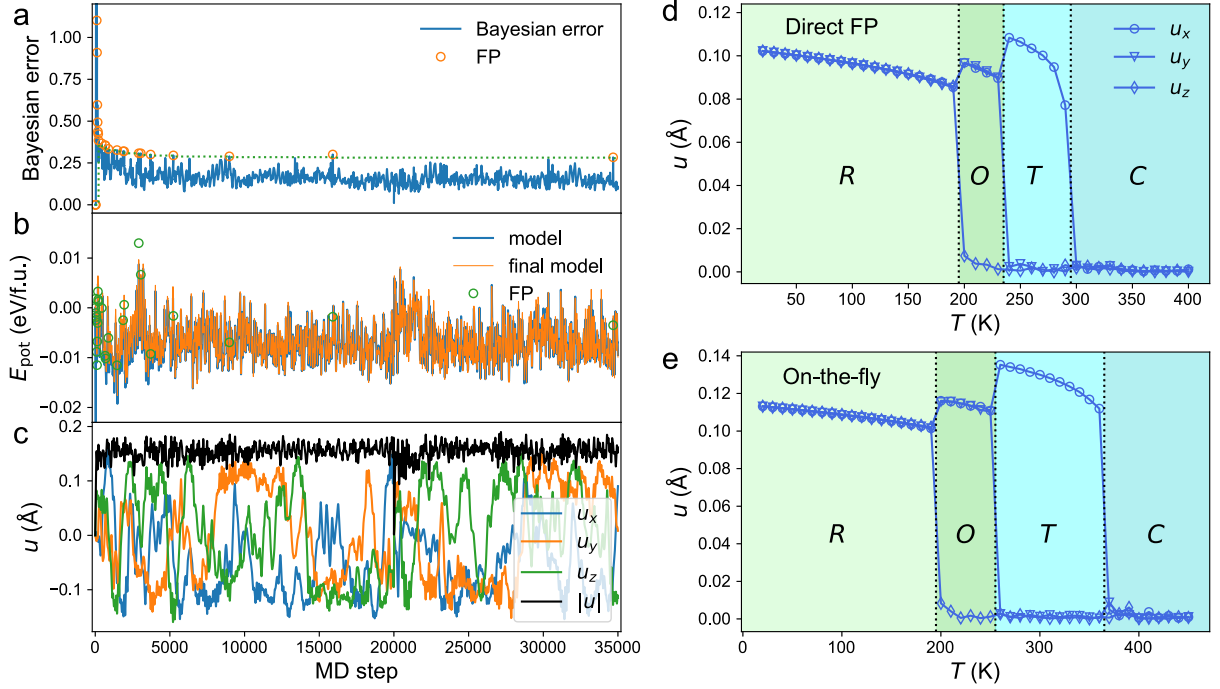 a
1.00
0.75
0.50
0.25
0.00
Bayesian error
Bayesian error
FP
b
0.01
0.00
−0.01
−0.02
E_pot (eV/f.u.)
model
final model
FP
c
0.2
0.1
0.0
−0.1
u (Å)
u_x
u_y
u_z
|u|
0 5000 10000 15000 20000 25000 30000 35000
MD step
d
0.12
0.10
0.08
0.06
0.04
0.02
0.00
u (Å)
Direct FP
u_x
u_y
u_z
R O T C
50 100 150 200 250 300 350 400
T (K)
e
0.14
0.12
0.10
0.08
0.06
0.04
0.02
0.00
u (Å)
On-the-fly
R O T C
100 200 300 400
T (K)